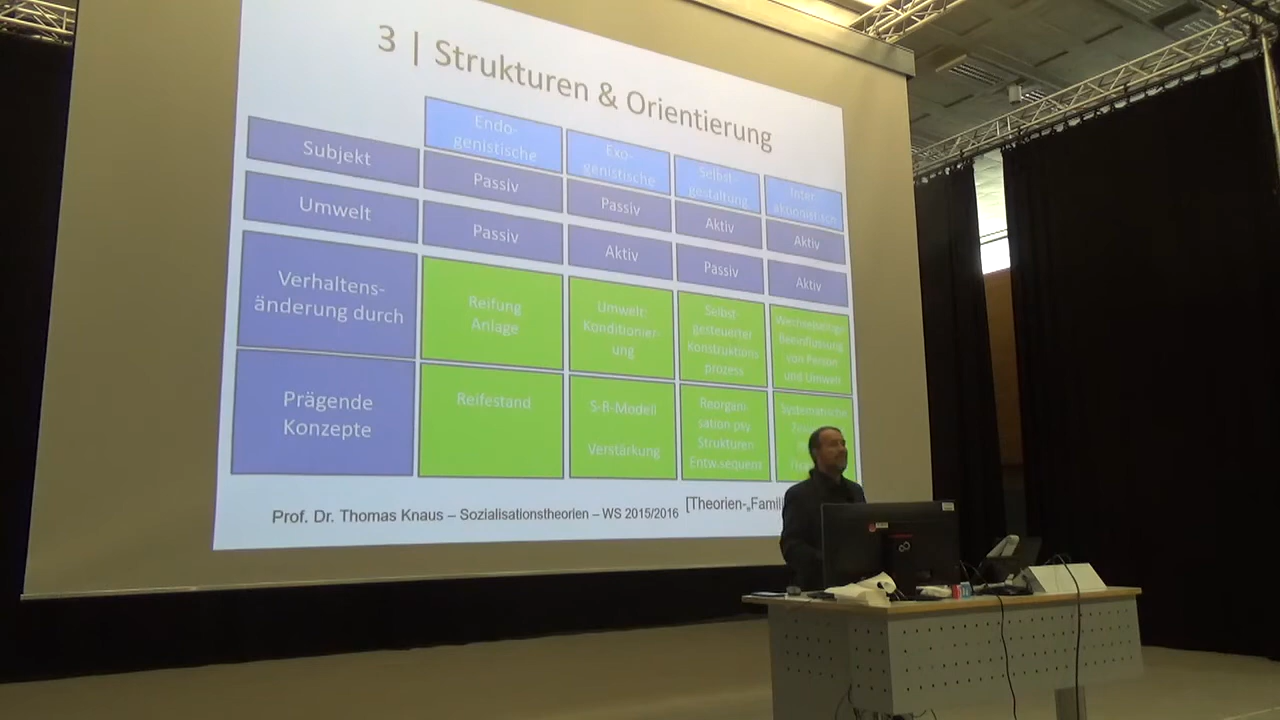 3 | Strukturen & Orientierung
Endo-
genistische
Exo-
genistische
Selbst-
gestaltung
Inter
aktionistisch
Subjekt
Passiv
Passiv
Aktiv
Aktiv
Umwelt
Passiv
Aktiv
Passiv
Aktiv
Verhaltens-
änderung durch
Reifung
Anlage
Umwelt:
Konditionier-
ung
Selbst-
gesteuerter
Konstruktions
prozess
Wechselseitige
Beeinflussung
von Person
und Umwelt
Prägende
Konzepte
Reifestand
S-R-Modell
Verstärkung
Reorgani
sation psy.
Strukturen
Entw.sequenz
Systematische
[Theorien-„Famili
Prof. Dr. Thomas Knaus – Sozialisationstheorien – WS 2015/2016